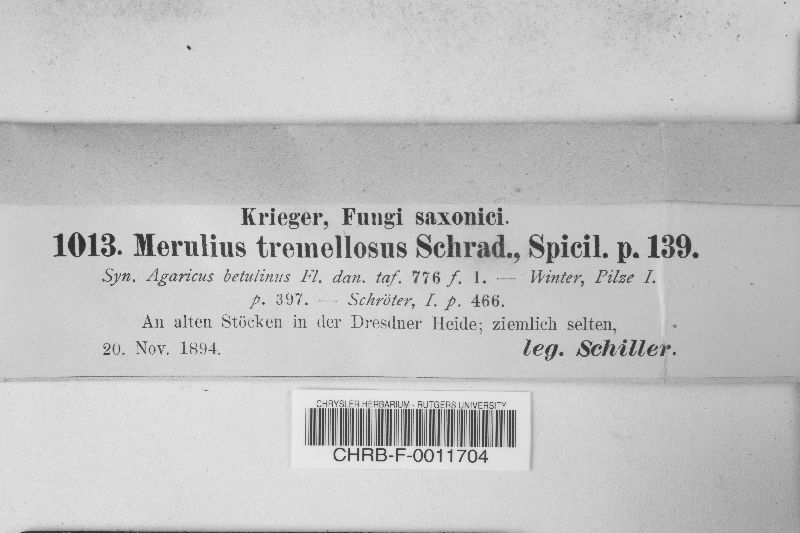 Krieger, Fungi saxonici.
1013. Merulius tremellosus Schrad., Spicil. p. 139.
Syn. Agaricus betulinus Fl. dan. taf. 776 f. 1. — Winter, Pilze I.
p. 397. — Schröter, I. p. 466.
An alten Stöcken in der Dresdner Heide; ziemlich selten,
20. Nov. 1894. leg. Schiller.
CHRYSLER HERBARIUM - RUTGERS UNIVERSITY
CHRB-F-0011704